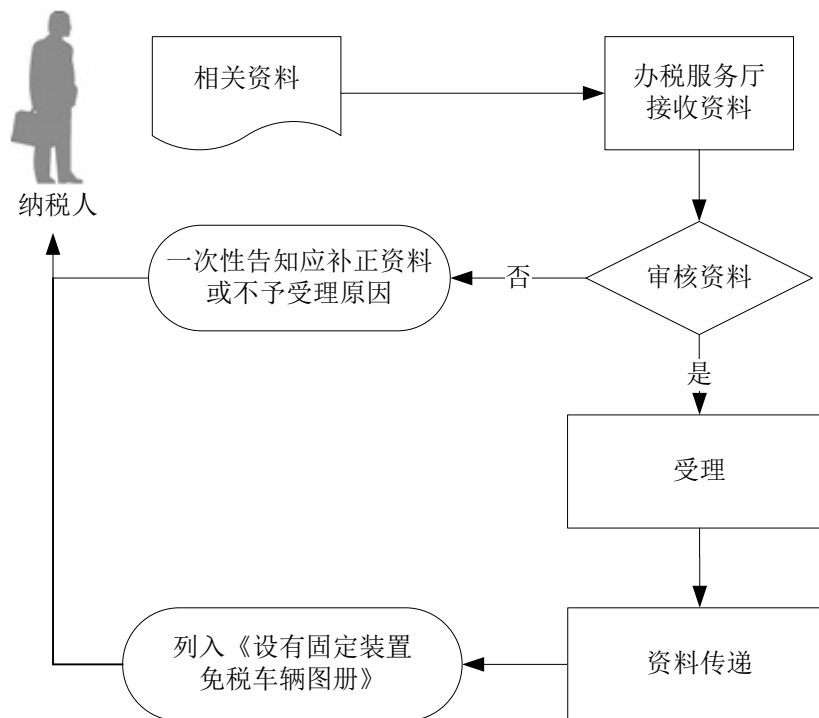 相关资料
办税服务厅
接收资料
纳税人
一次性告知应补正资料
或不予受理原因
否
审核资料
是
受理
列入《设有固定装置
免税车辆图册》
资料传递